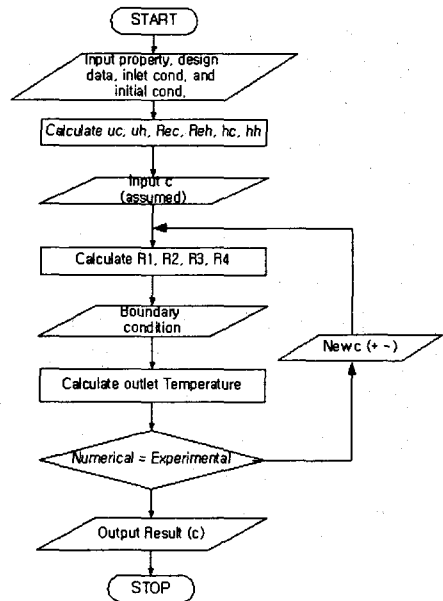 START
Input property, design
data, inlet cond, and
initial cond,
Calculate uc, uh, Rec, Reh, hc, hh
Input c
(assumed)
Calculate R1, R2, R3, R4
Boundary
condition
New c (+ -)
Calculate outlet Temperature
Numerical = Experimental
Output Result (c)
STOP